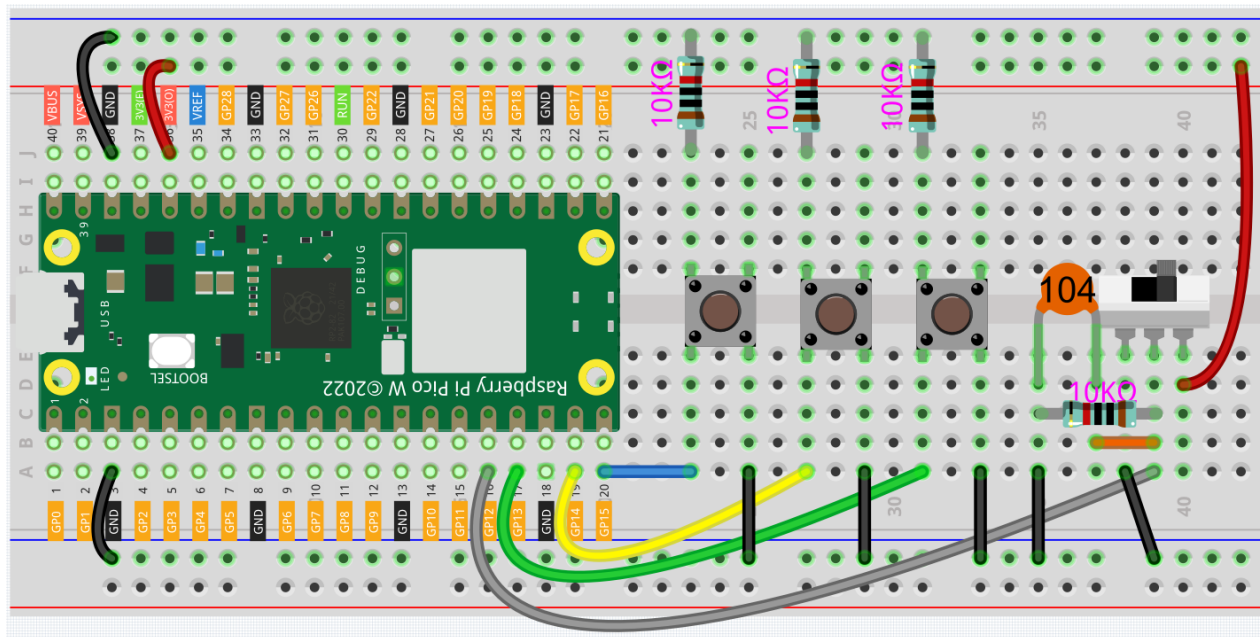 10KΩ 10KΩ 10KΩ
VBUS VSYS GND 3V3(E) 3V3(O) VREF GP28 GND GP27 GP26 RUN GP22 GND GP21 GP20 GP19 GP18 GND GP17 GP16
40 39 38 37 36 35 34 33 32 31 30 29 28 27 26 25 24 23 22 21
25 30 35 40
J
I
H
G
F
39
DEBUG
USB
104
E
D
C
B
A
LED
BOOTSEL
Raspberry Pi Pico W ©2022
10KΩ
1
2
1 2 3 4 5 6 7 8 9 10 11 12 13 14 15 16 17 18 19 20
30 40
GP0 GP1 GND GP2 GP3 GP4 GP5 GND GP6 GP7 GP8 GP9 GND GP10 GP11 GP12 GP13 GND GP14 GP15